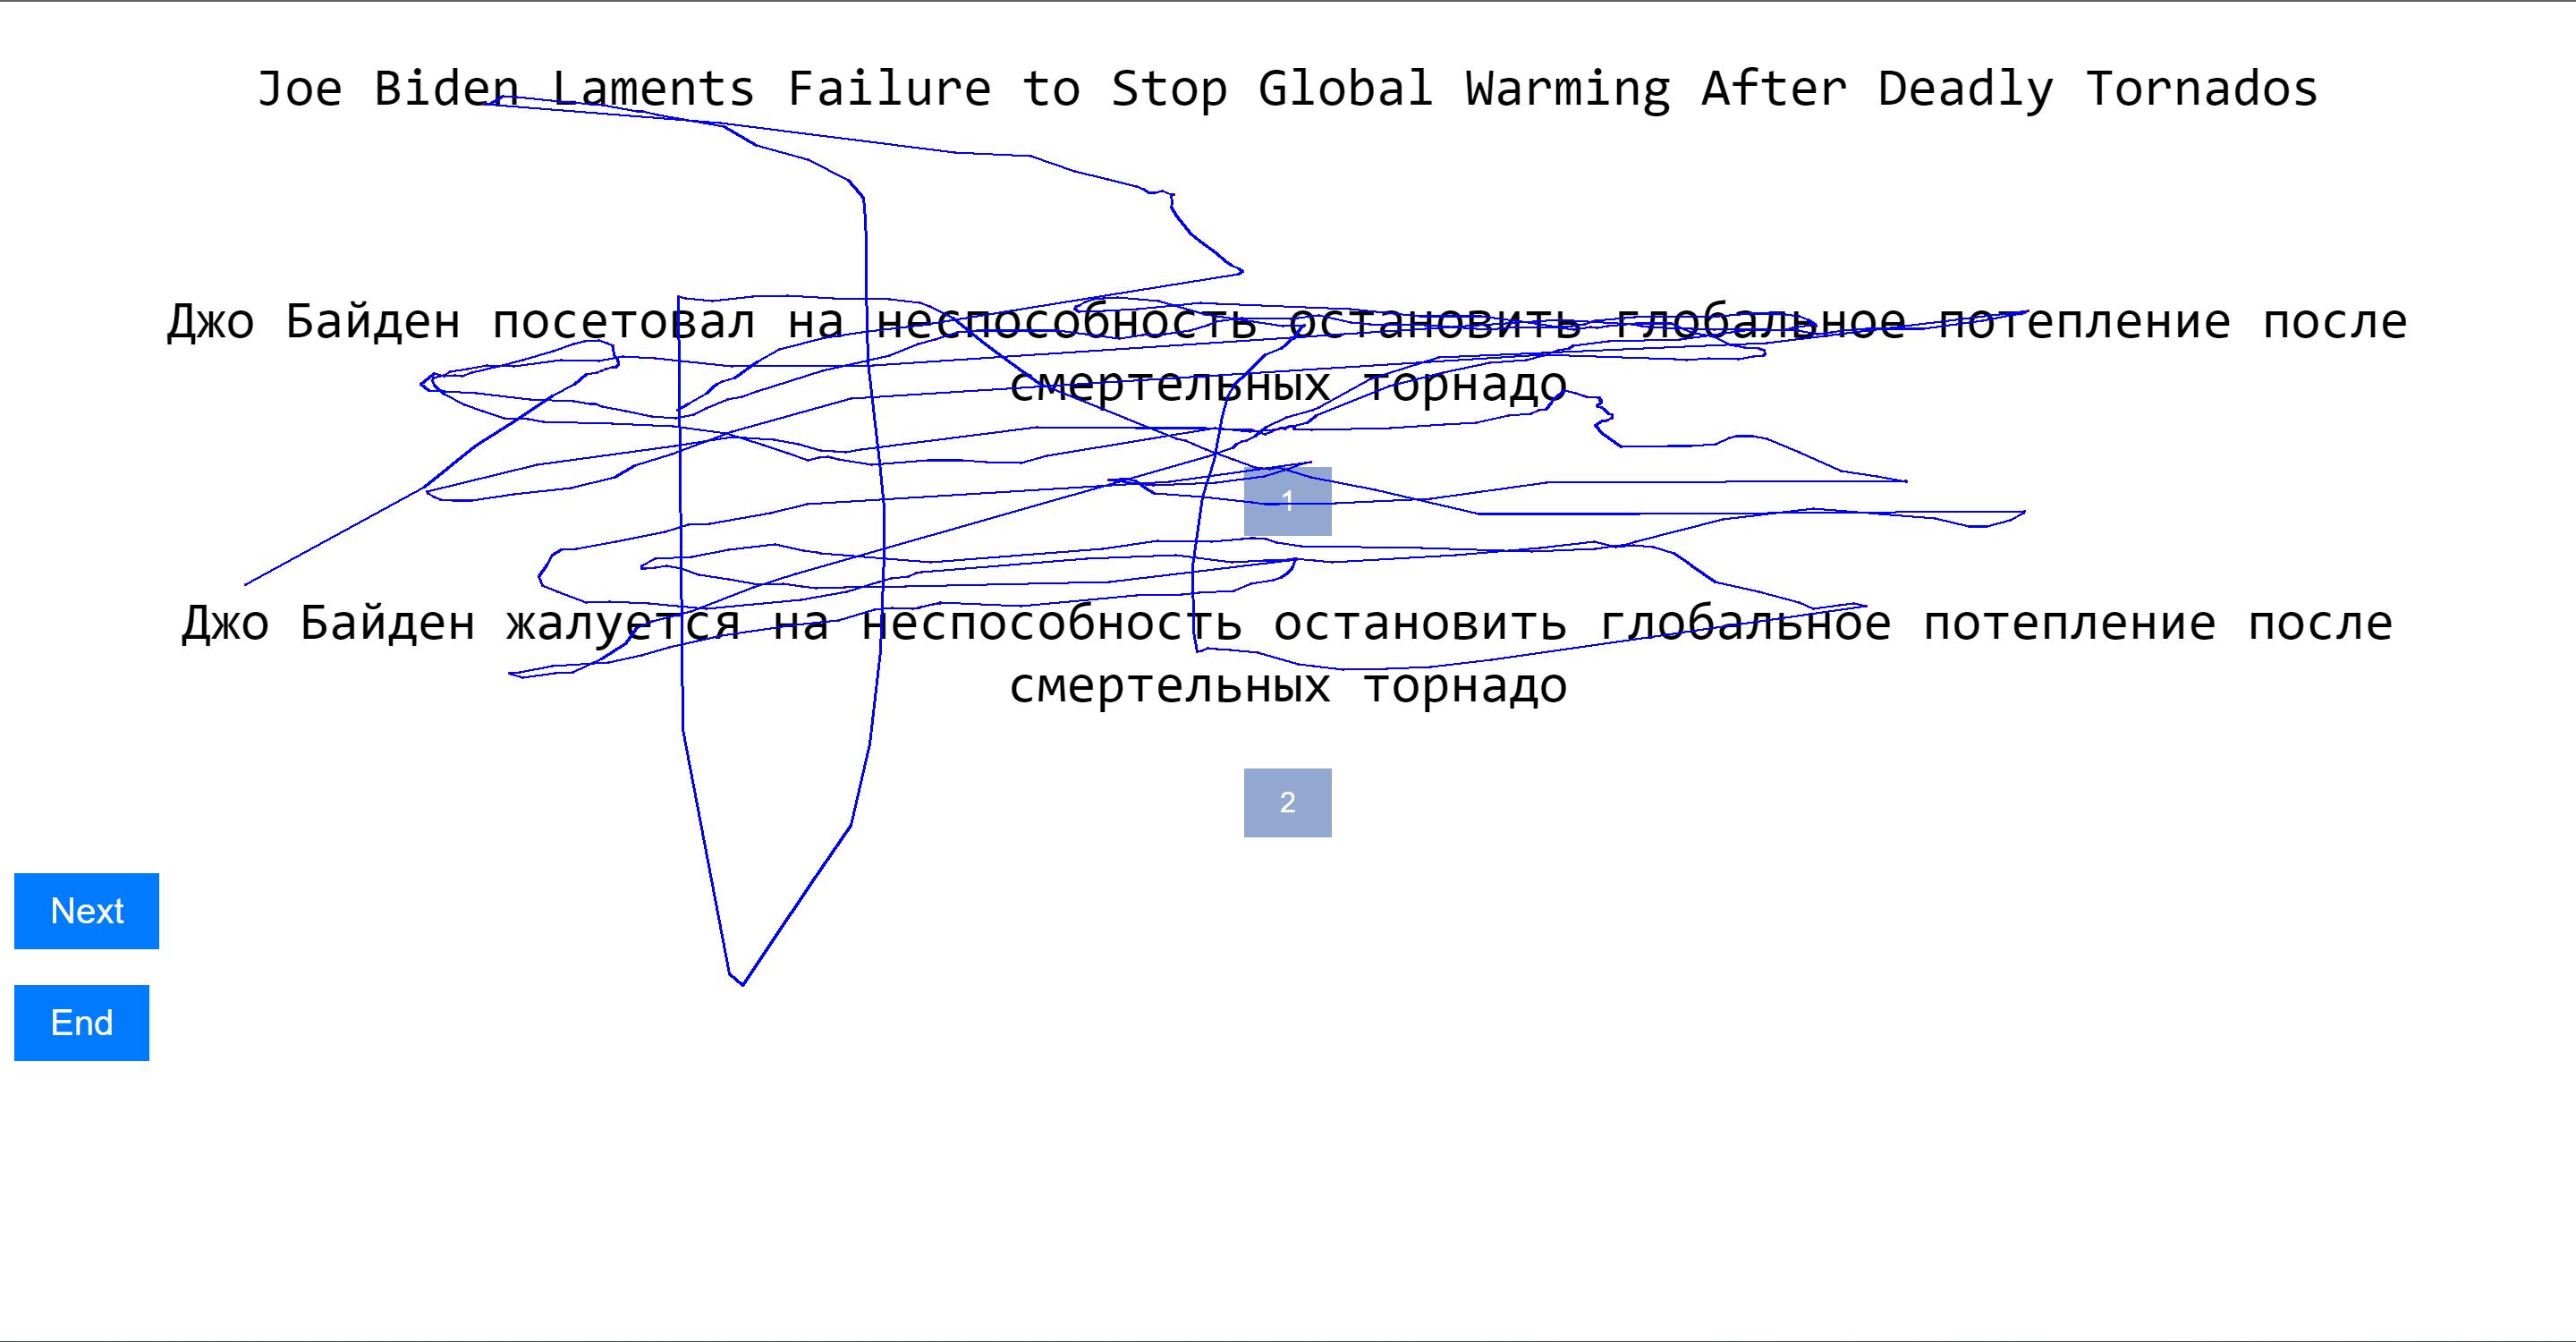 Joe Biden Laments Failure to Stop Global Warming After Deadly Tornados
Джо Байден посетовал на неспособность остановить глобальное потепление после
смертельных торнадо
1
Джо Байден жалуется на неспособность остановить глобальное потепление после
смертельных торнадо
2
Next
End